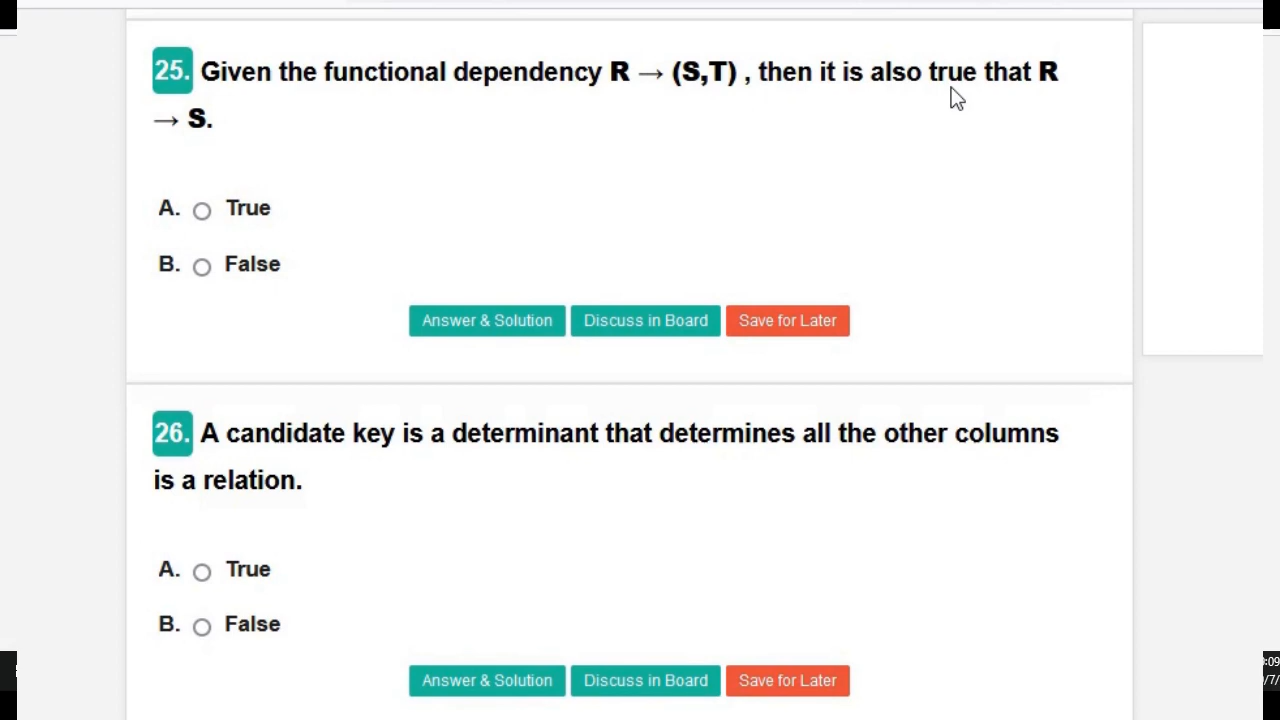 25. Given the functional dependency R → (S,T) , then it is also true that R
→ S.
A. True
B. False
Answer & Solution Discuss in Board Save for Later
26. A candidate key is a determinant that determines all the other columns
is a relation.
A. True
B. False
Answer & Solution Discuss in Board Save for Later